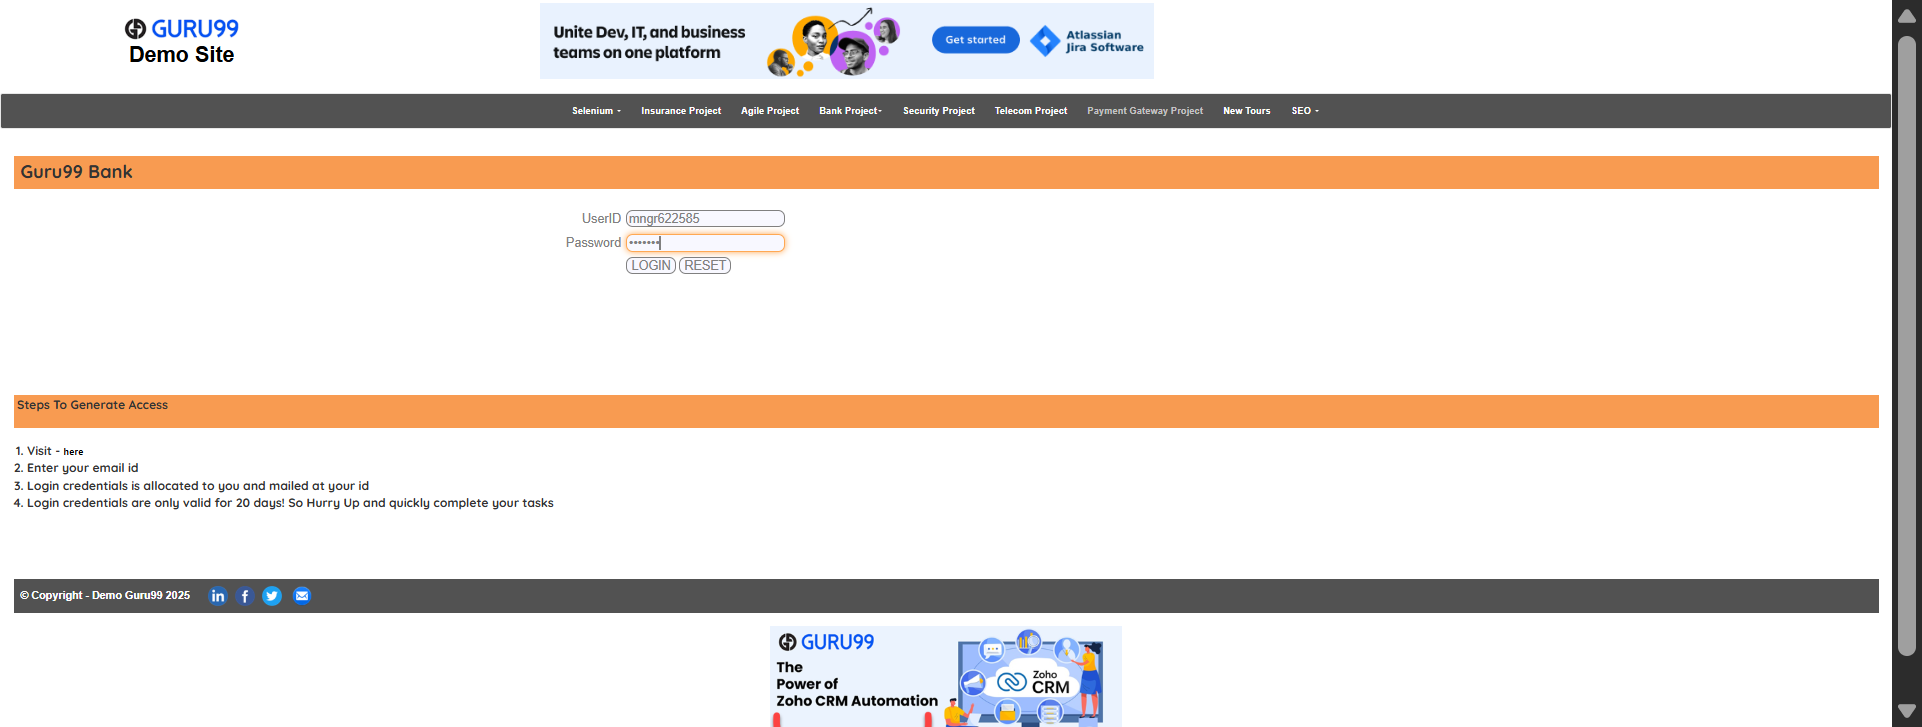 GURU99
Demo Site
Unite Dev, IT, and business
teams on one platform
Get started
Atlassian
Jira Software
Selenium Insurance Project Agile Project Bank Project Security Project Telecom Project Payment Gateway Project New Tours SEO
Guru99 Bank
UserID mngr622585
Password •••••••
LOGIN RESET
Steps To Generate Access
1. Visit - here
2. Enter your email id
3. Login credentials is allocated to you and mailed at your id
4. Login credentials are only valid for 20 days! So Hurry Up and quickly complete your tasks
© Copyright - Demo Guru99 2025 in f
GURU99
The
Power of
Zoho CRM Automation
Zoho
CRM